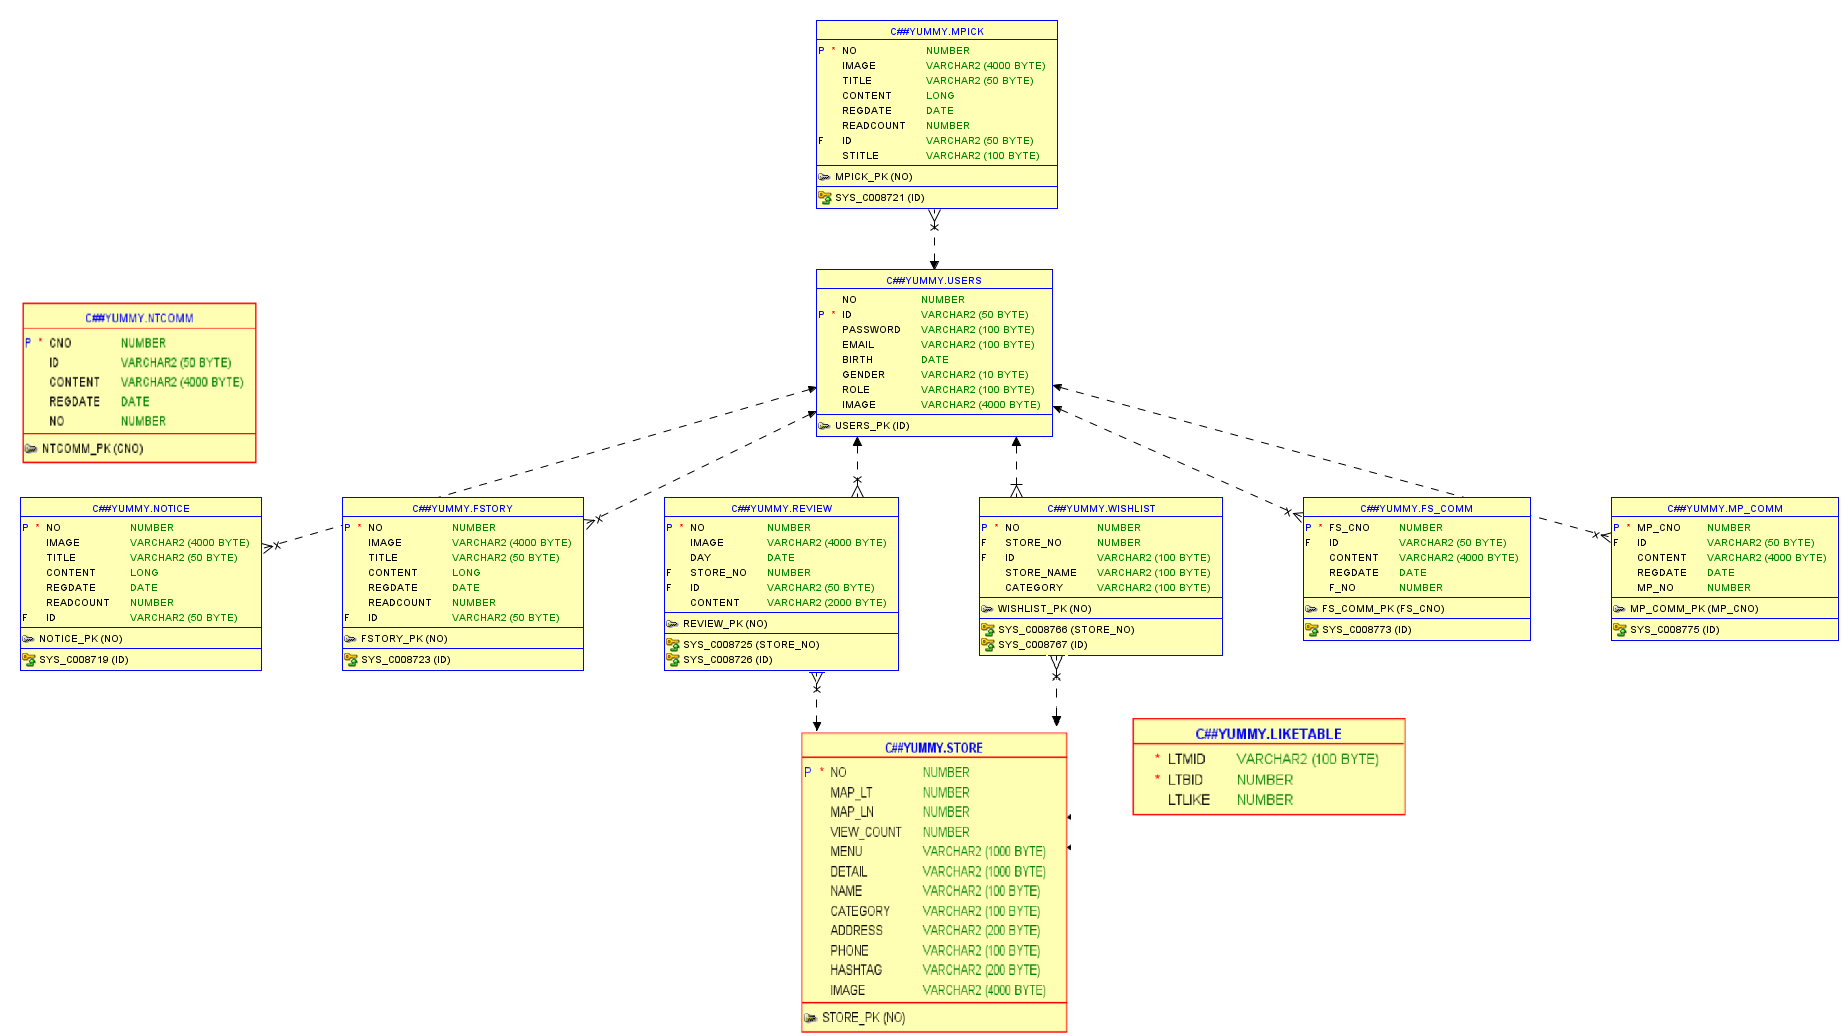 C##YUMMY.MPICK
P * NO NUMBER
IMAGE VARCHAR2 (4000 BYTE)
TITLE VARCHAR2 (50 BYTE)
CONTENT LONG
REGDATE DATE
READCOUNT NUMBER
F ID VARCHAR2 (50 BYTE)
STITLE VARCHAR2 (100 BYTE)
MPICK_PK (NO)
SYS_C008721 (ID)
C##YUMMY.USERS
NO NUMBER
P * ID VARCHAR2 (50 BYTE)
PASSWORD VARCHAR2 (100 BYTE)
EMAIL VARCHAR2 (100 BYTE)
BIRTH DATE
GENDER VARCHAR2 (10 BYTE)
ROLE VARCHAR2 (100 BYTE)
IMAGE VARCHAR2 (4000 BYTE)
USERS_PK (ID)
C##YUMMY.NTCOMM
P * CNO NUMBER
ID VARCHAR2 (50 BYTE)
CONTENT VARCHAR2 (4000 BYTE)
REGDATE DATE
NO NUMBER
NTCOMM_PK (CNO)
C##YUMMY.NOTICE
P * NO NUMBER
IMAGE VARCHAR2 (4000 BYTE)
TITLE VARCHAR2 (50 BYTE)
CONTENT LONG
REGDATE DATE
READCOUNT NUMBER
F ID VARCHAR2 (50 BYTE)
NOTICE_PK (NO)
SYS_C008719 (ID)
C##YUMMY.FSTORY
P * NO NUMBER
IMAGE VARCHAR2 (4000 BYTE)
TITLE VARCHAR2 (50 BYTE)
CONTENT LONG
REGDATE DATE
READCOUNT NUMBER
F ID VARCHAR2 (50 BYTE)
FSTORY_PK (NO)
SYS_C008723 (ID)
C##YUMMY.REVIEW
P * NO NUMBER
IMAGE VARCHAR2 (4000 BYTE)
DAY DATE
F STORE_NO NUMBER
F ID VARCHAR2 (50 BYTE)
CONTENT VARCHAR2 (2000 BYTE)
REVIEW_PK (NO)
SYS_C008725 (STORE_NO)
SYS_C008726 (ID)
C##YUMMY.WISHLIST
P * NO NUMBER
F STORE_NO NUMBER
F ID VARCHAR2 (100 BYTE)
STORE_NAME VARCHAR2 (100 BYTE)
CATEGORY VARCHAR2 (100 BYTE)
WISHLIST_PK (NO)
SYS_C008766 (STORE_NO)
SYS_C008767 (ID)
C##YUMMY.FS_COMM
P * FS_CNO NUMBER
F ID VARCHAR2 (50 BYTE)
CONTENT VARCHAR2 (4000 BYTE)
REGDATE DATE
F_NO NUMBER
FS_COMM_PK (FS_CNO)
SYS_C008773 (ID)
C##YUMMY.MP_COMM
P * MP_CNO NUMBER
F ID VARCHAR2 (50 BYTE)
CONTENT VARCHAR2 (4000 BYTE)
REGDATE DATE
MP_NO NUMBER
MP_COMM_PK (MP_CNO)
SYS_C008775 (ID)
C##YUMMY.STORE
P * NO NUMBER
MAP_LT NUMBER
MAP_LN NUMBER
VIEW_COUNT NUMBER
MENU VARCHAR2 (1000 BYTE)
DETAIL VARCHAR2 (1000 BYTE)
NAME VARCHAR2 (100 BYTE)
CATEGORY VARCHAR2 (100 BYTE)
ADDRESS VARCHAR2 (200 BYTE)
PHONE VARCHAR2 (100 BYTE)
HASHTAG VARCHAR2 (200 BYTE)
IMAGE VARCHAR2 (4000 BYTE)
STORE_PK (NO)
C##YUMMY.LIKETABLE
* LTMID VARCHAR2 (100 BYTE)
* LTBID NUMBER
LTLIKE NUMBER